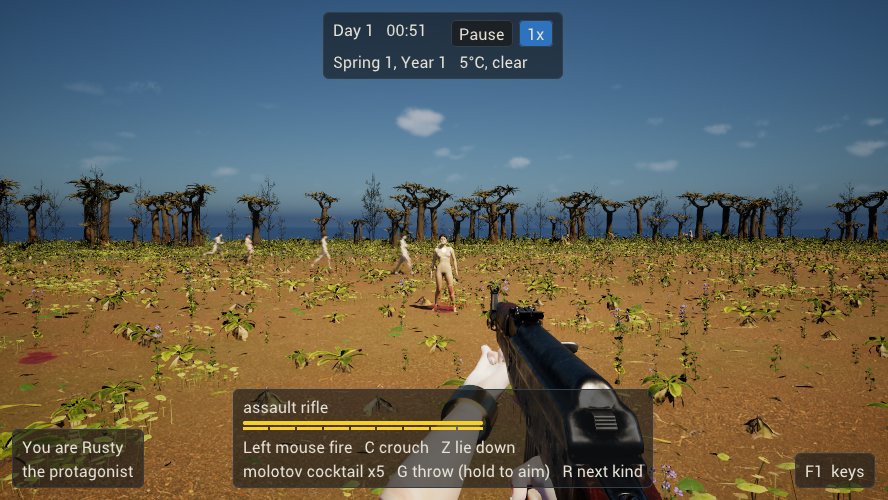 Day 1 00:51 Pause 1x
Spring 1, Year 1 5°C, clear
assault rifle
Left mouse fire C crouch Z lie down
molotov cocktail x5 G throw (hold to aim) R next kind
You are Rusty
the protagonist
F1 keys